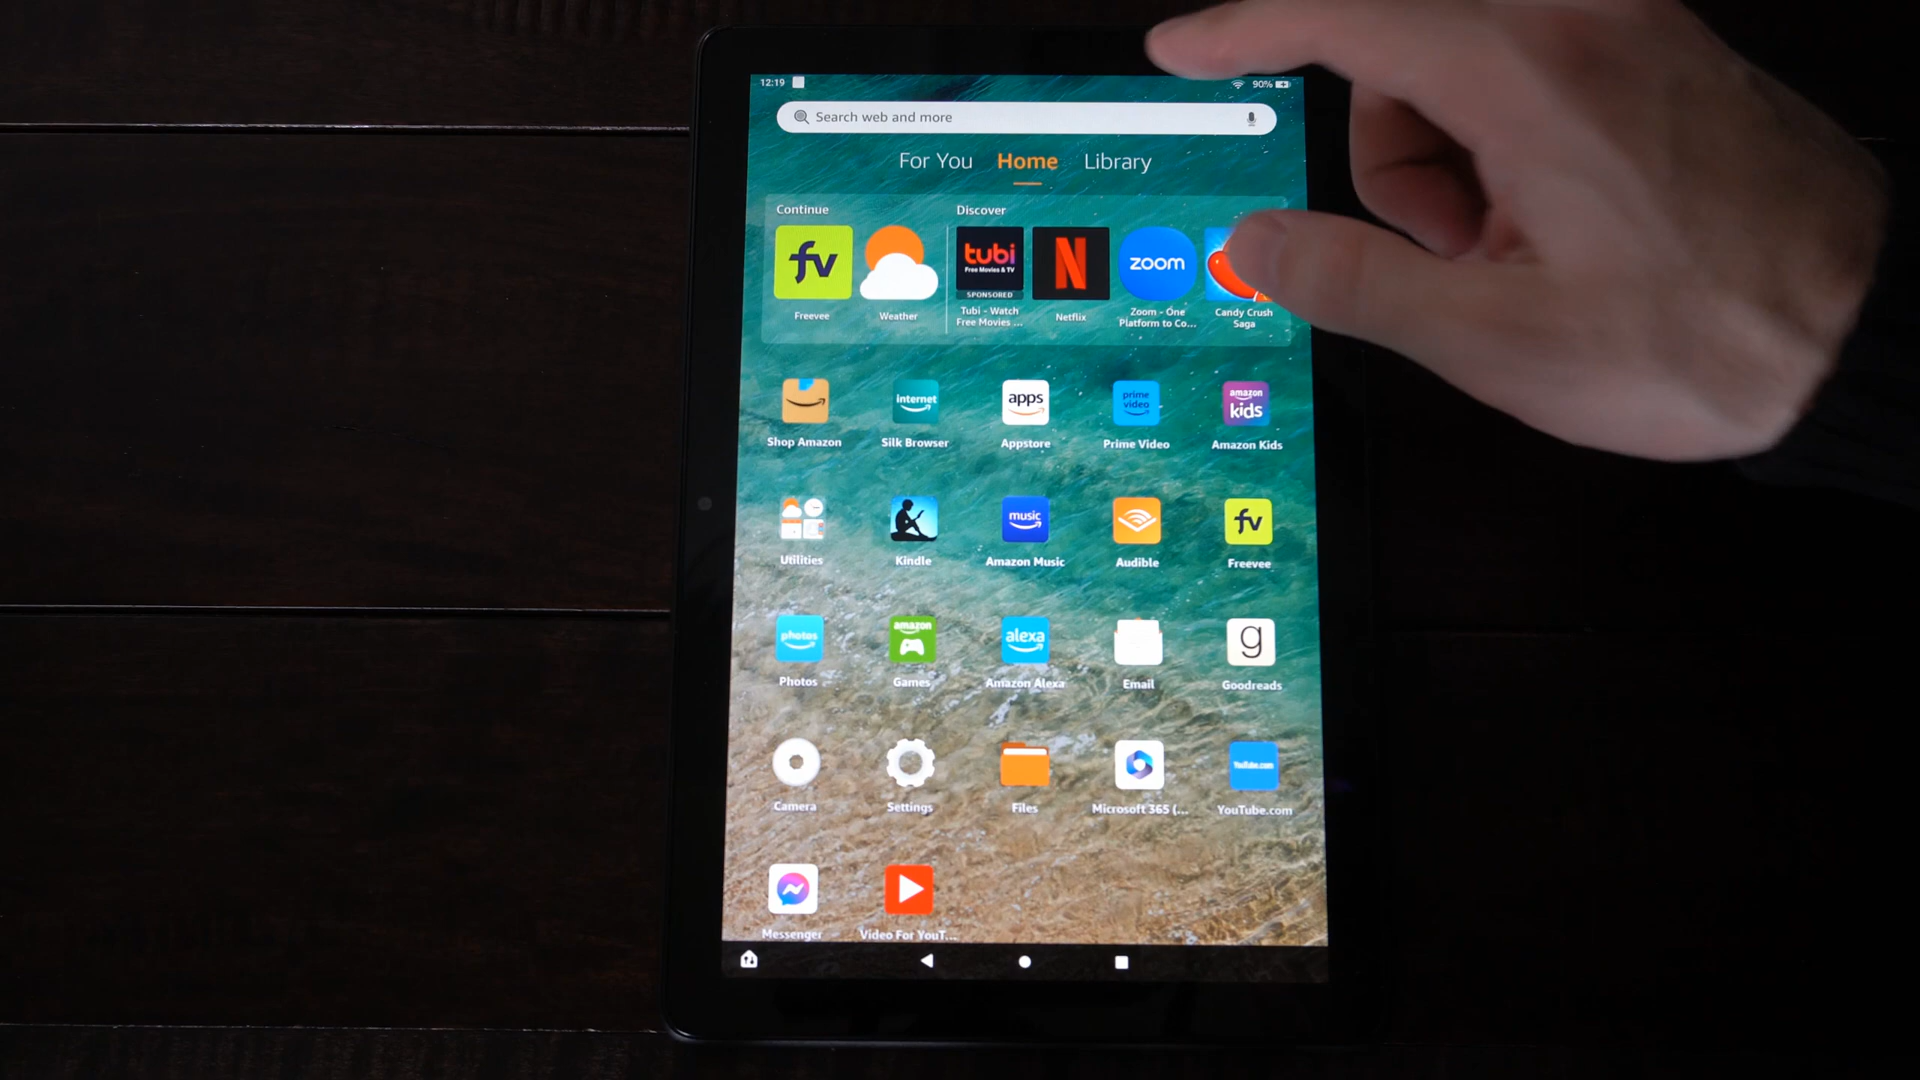 12:19
90%
Search web and more
For You Home Library
Continue
Discover
fv
tubi
Free Movies & TV
SPONSORED
N
zoom
Freevee
Weather
Tubi - Watch
Free Movies ...
Netflix
Zoom - One
Platform to Co...
Candy Crush
Saga
internet
apps
prime
video
amazon
kids
Shop Amazon
Silk Browser
Appstore
Prime Video
Amazon Kids
music
fv
Utilities
Kindle
Amazon Music
Audible
Freevee
photos
amazon
alexa
g
Photos
Games
Amazon Alexa
Email
Goodreads
YouTube.com
Camera
Settings
Files
Microsoft 365 (...
YouTube.com
Messenger
Video For YouT...